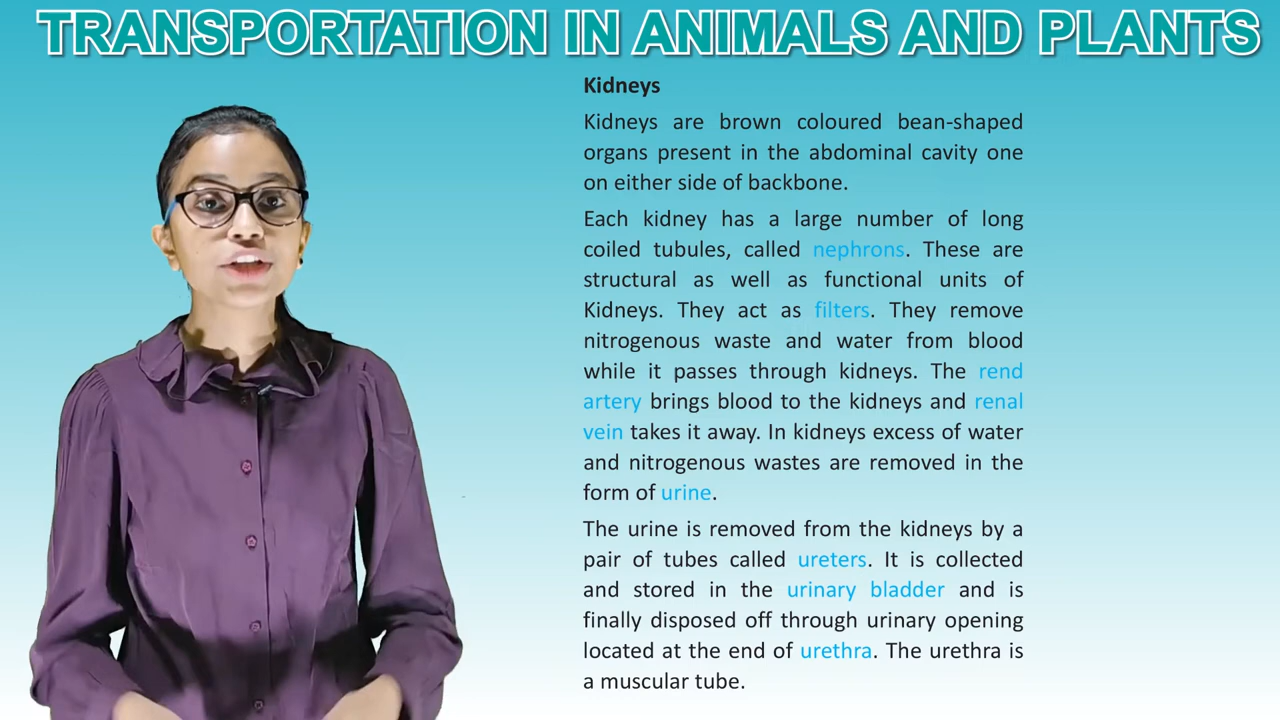 TRANSPORTATION IN ANIMALS AND PLANTS
Kidneys
Kidneys are brown coloured bean-shaped
organs present in the abdominal cavity one
on either side of backbone.
Each kidney has a large number of long
coiled tubules, called nephrons. These are
structural as well as functional units of
Kidneys. They act as filters. They remove
nitrogenous waste and water from blood
while it passes through kidneys. The rend
artery brings blood to the kidneys and renal
vein takes it away. In kidneys excess of water
and nitrogenous wastes are removed in the
form of urine.
The urine is removed from the kidneys by a
pair of tubes called ureters. It is collected
and stored in the urinary bladder and is
finally disposed off through urinary opening
located at the end of urethra. The urethra is
a muscular tube.